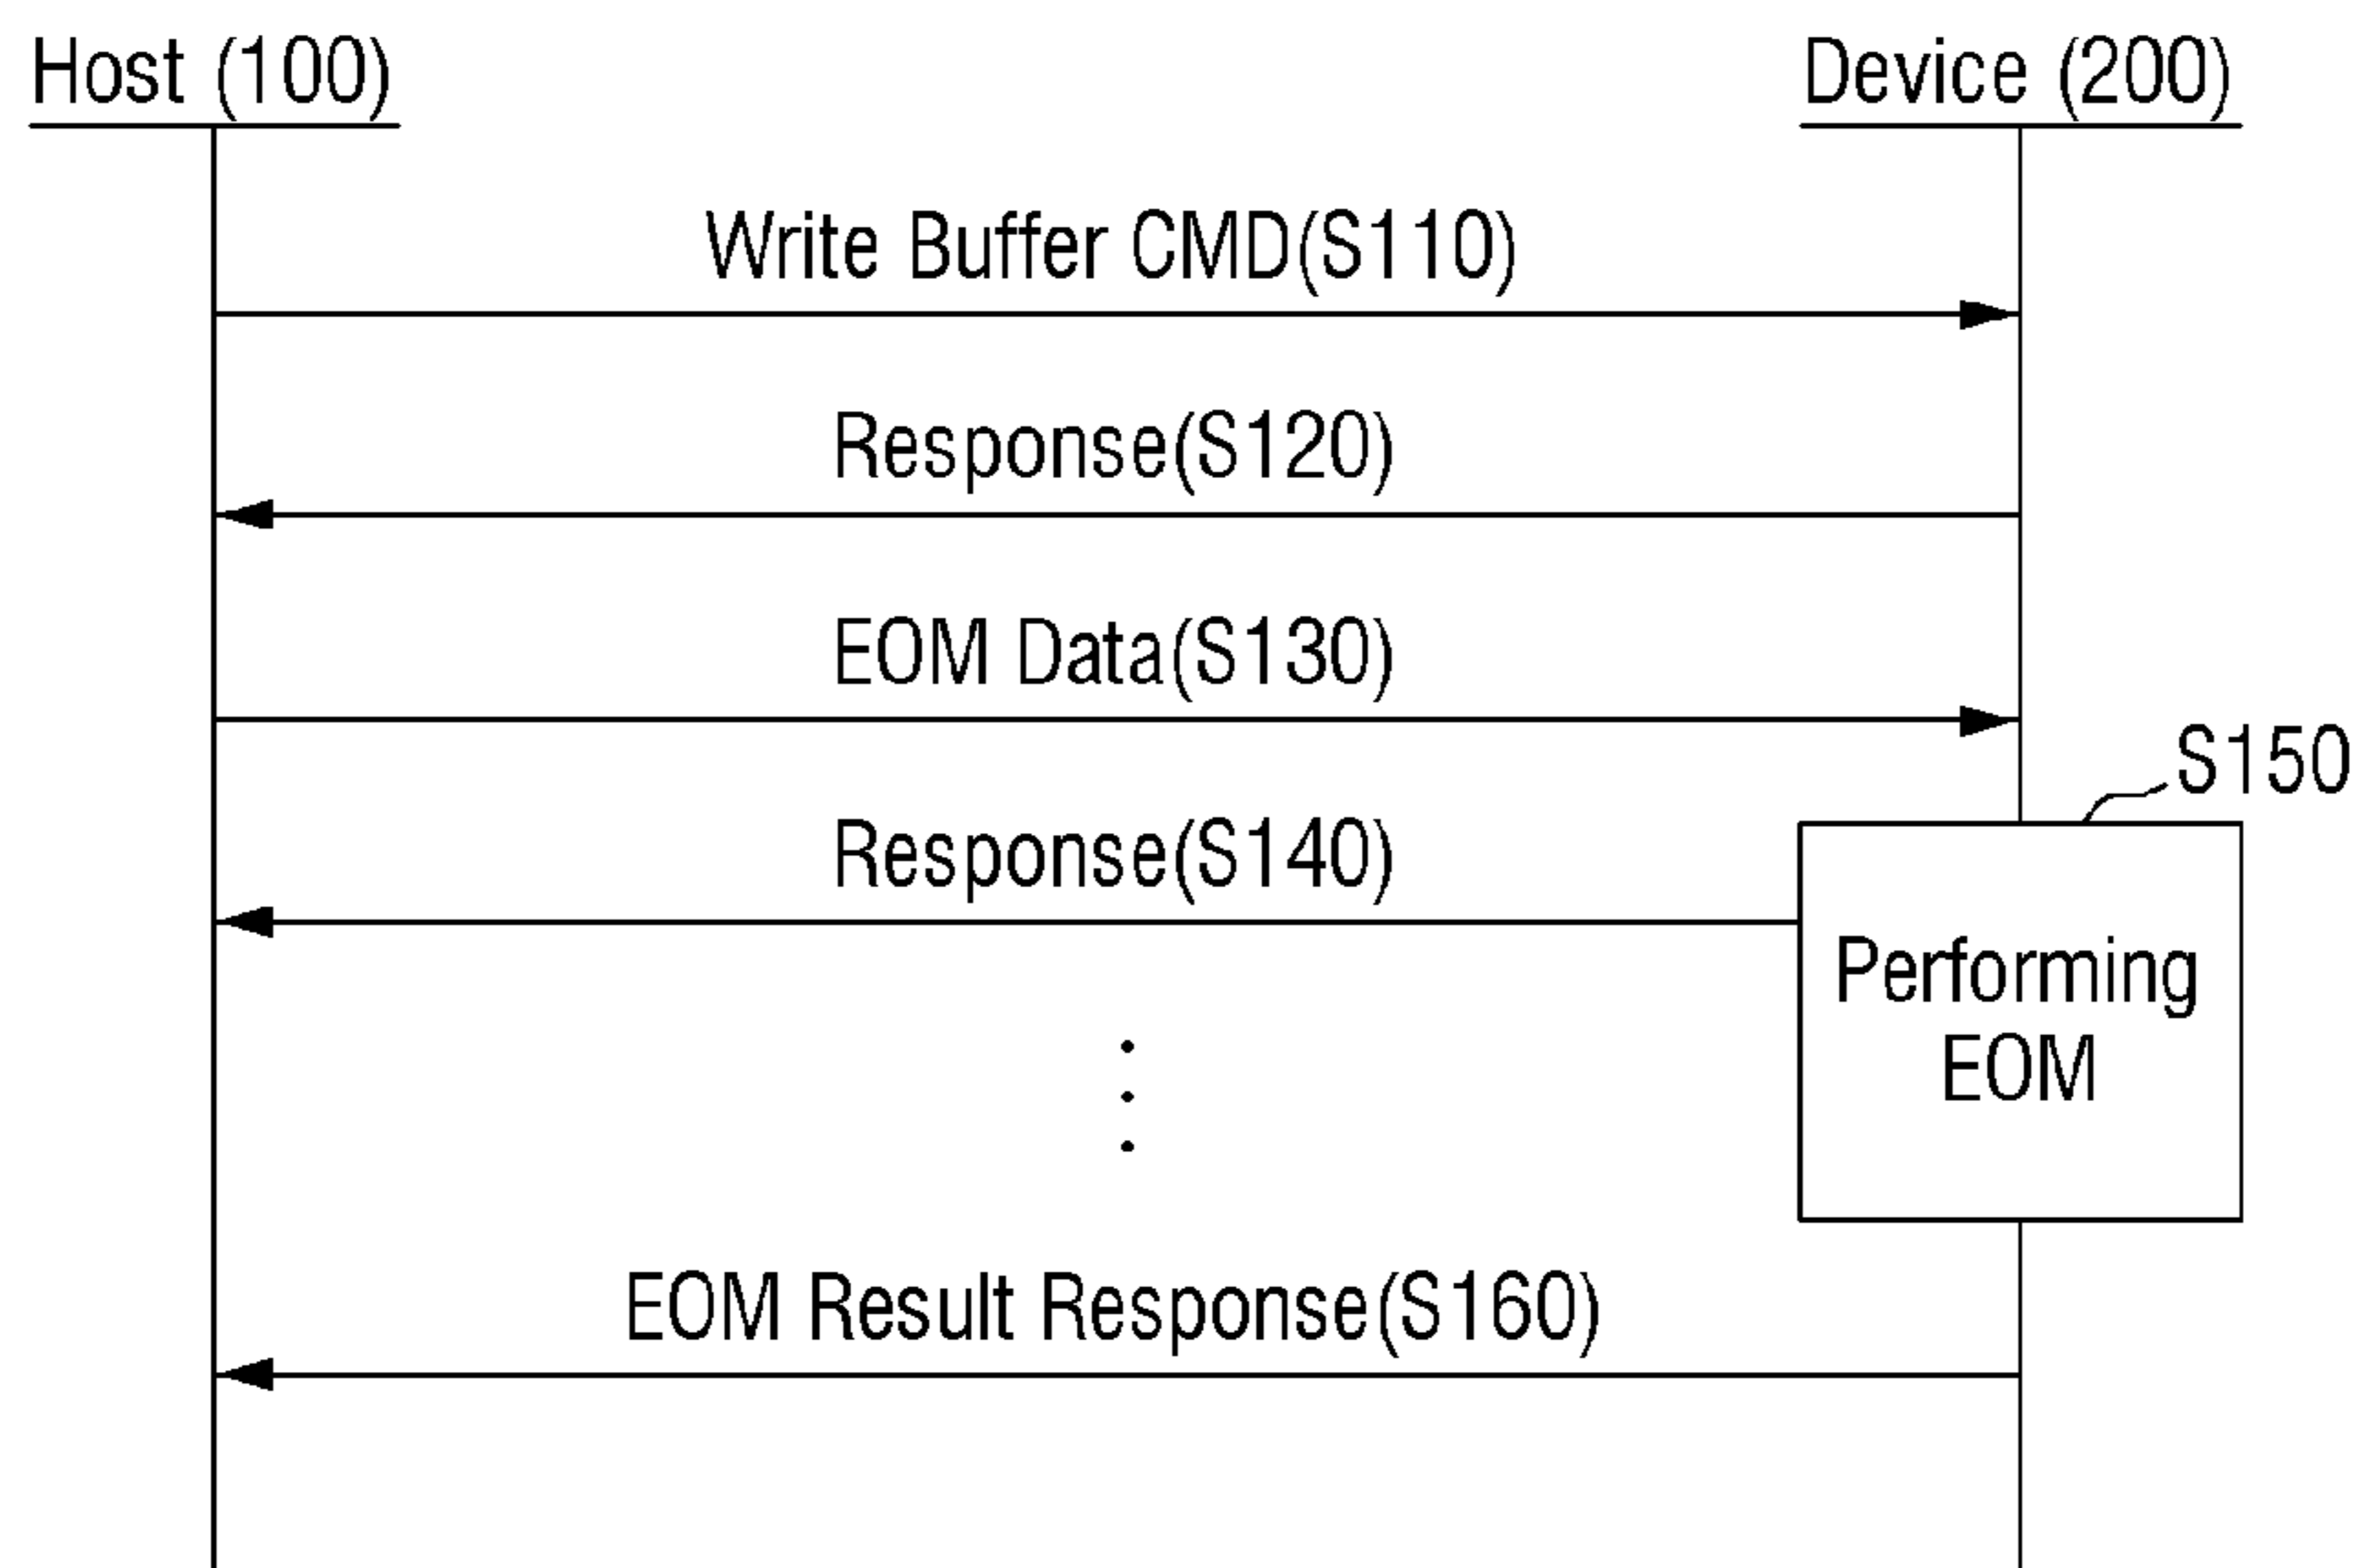 Host (100)
Device (200)
Write Buffer CMD(S110)
Response(S120)
EOM Data(S130)
S150
Response(S140)
Performing
EOM
EOM Result Response(S160)